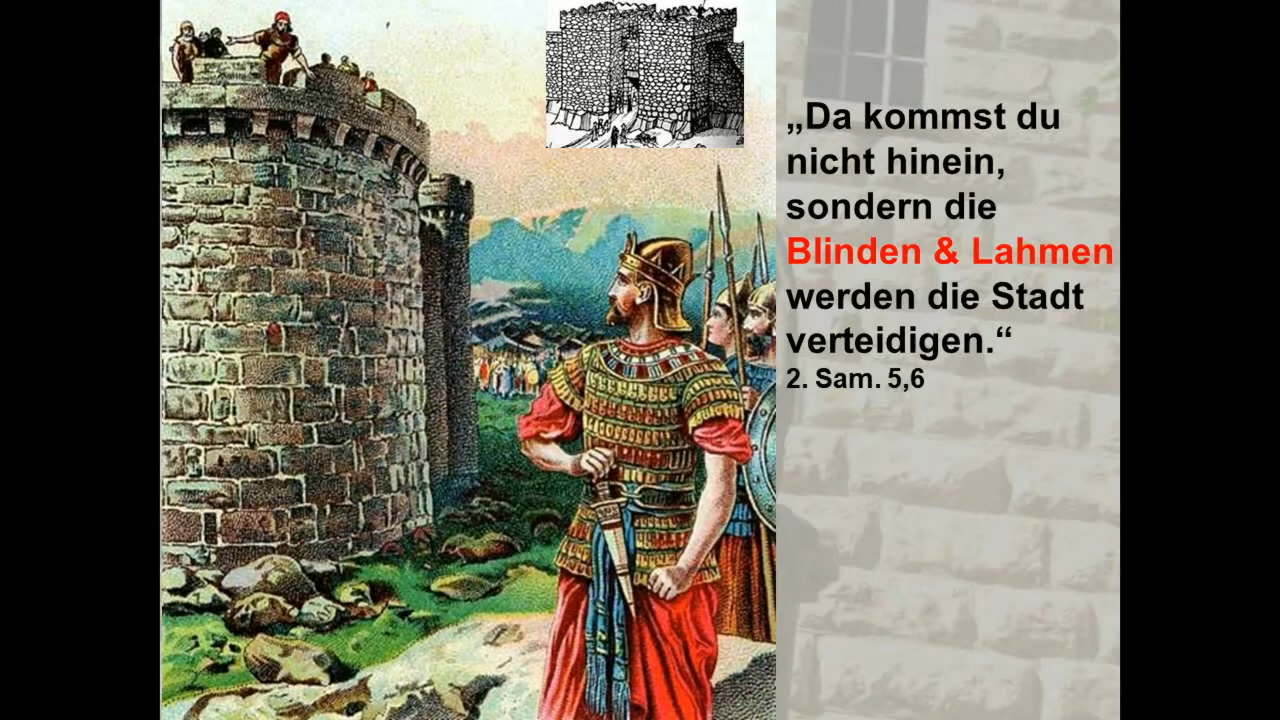 „Da kommst du
nicht hinein,
sondern die
Blinden & Lahmen
werden die Stadt
verteidigen.“
2. Sam. 5,6